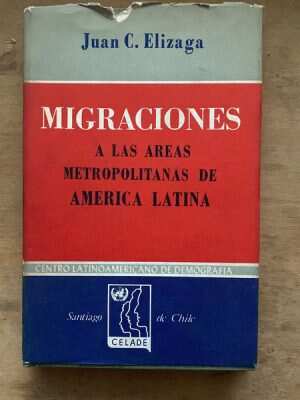 Juan C. Elizaga
MIGRACIONES
A LAS AREAS
METROPOLITANAS DE
AMERICA LATINA
CENTRO LATINOAMERICANO DE DEMOGRAFIA
Santiago de Chile
CELADE